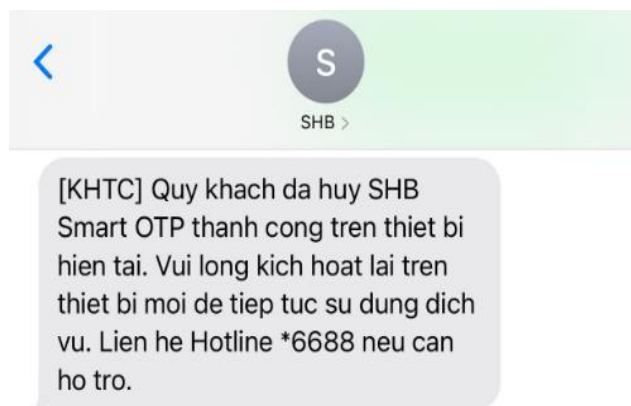 S
SHB >
[KHTC] Quy khach da huy SHB
Smart OTP thanh cong tren thiet bi
hien tai. Vui long kich hoat lai tren
thiet bi moi de tiep tuc su dung dich
vu. Lien he Hotline *6688 neu can
ho tro.